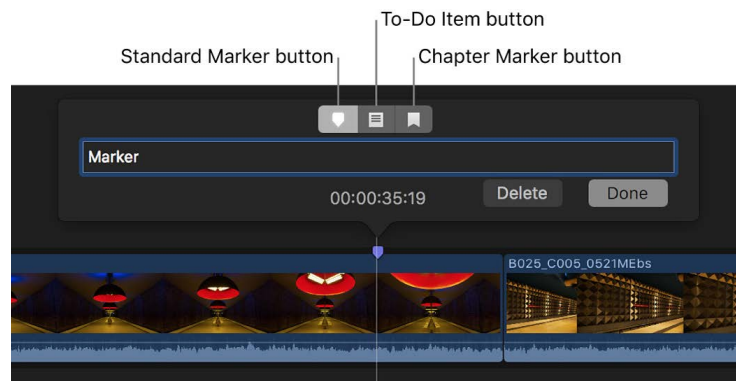 To-Do Item button
Standard Marker button
Chapter Marker button
Marker
00:00:35:19
Delete
Done
B025_C005_0521MEbs